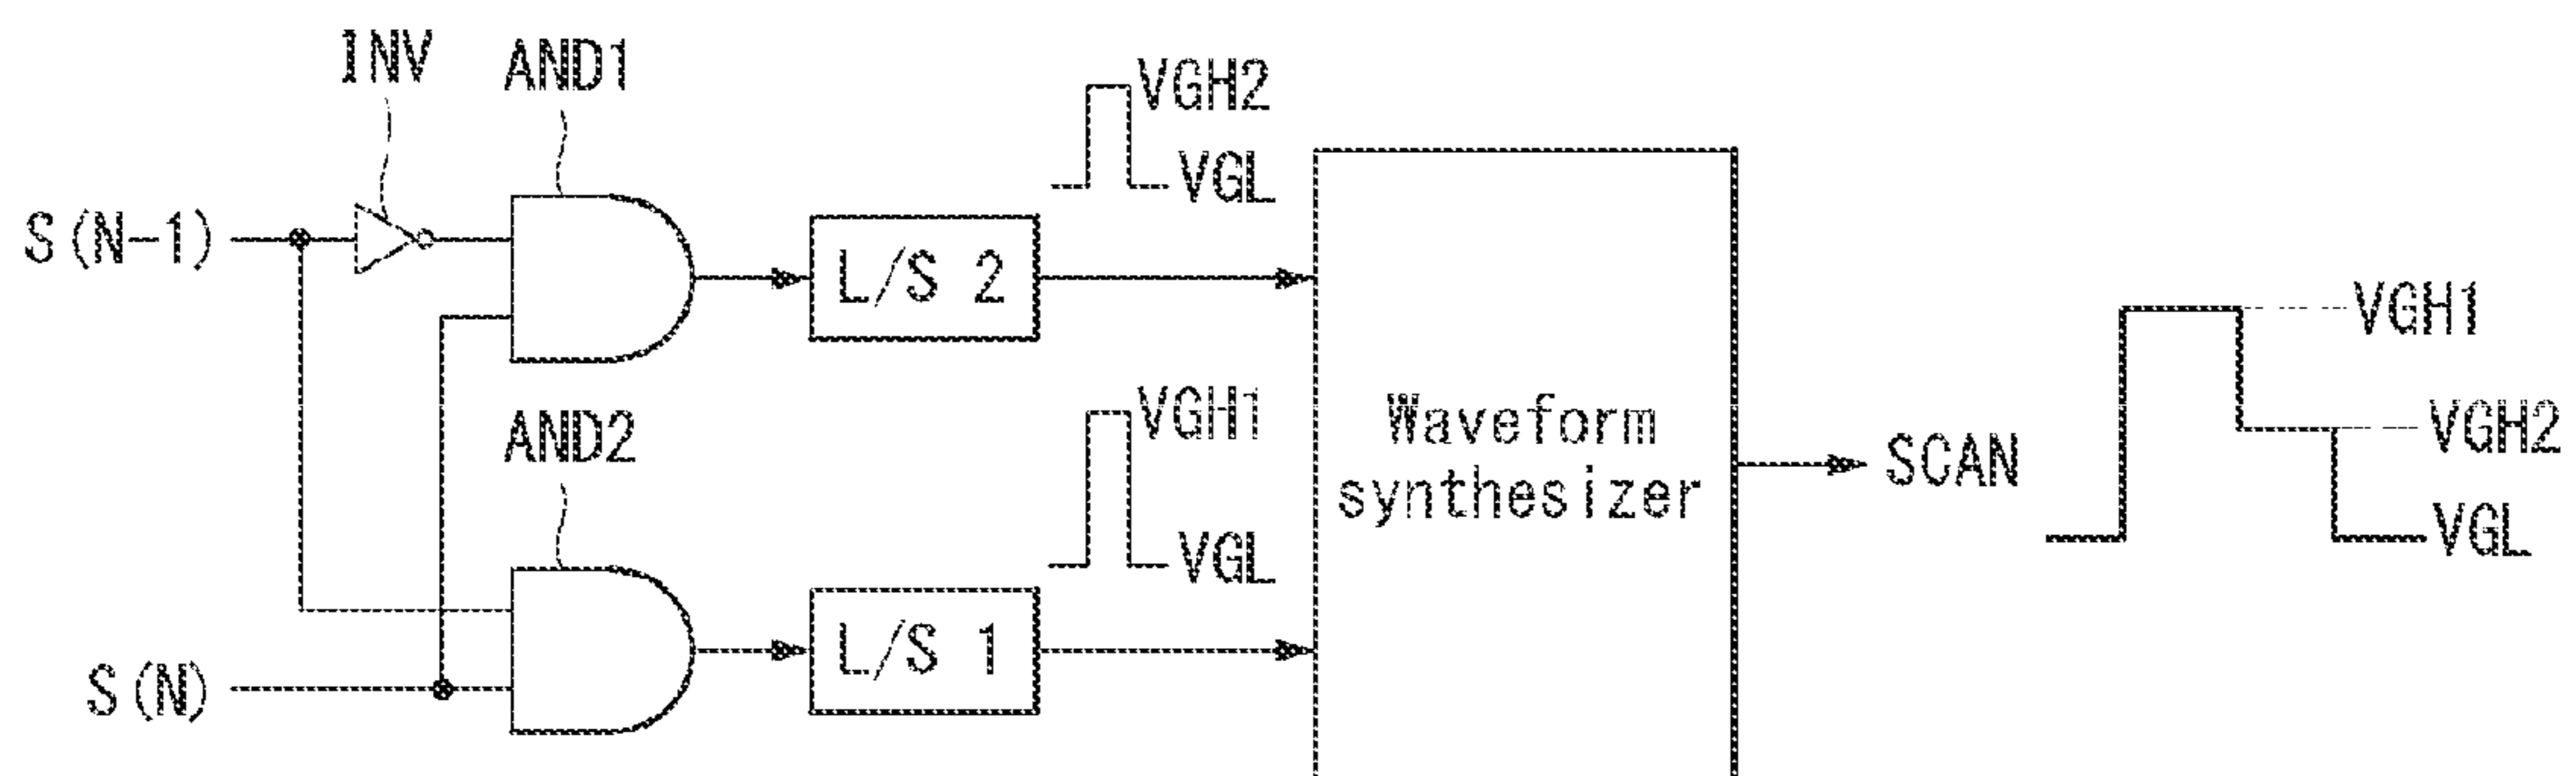 INV
AND1
VGH2
VGL
S(N-1)
L/S 2
VGH1
VGH2
VGL
SCAN
Waveform
synthesizer
AND2
VGH1
VGL
L/S 1
S(N)